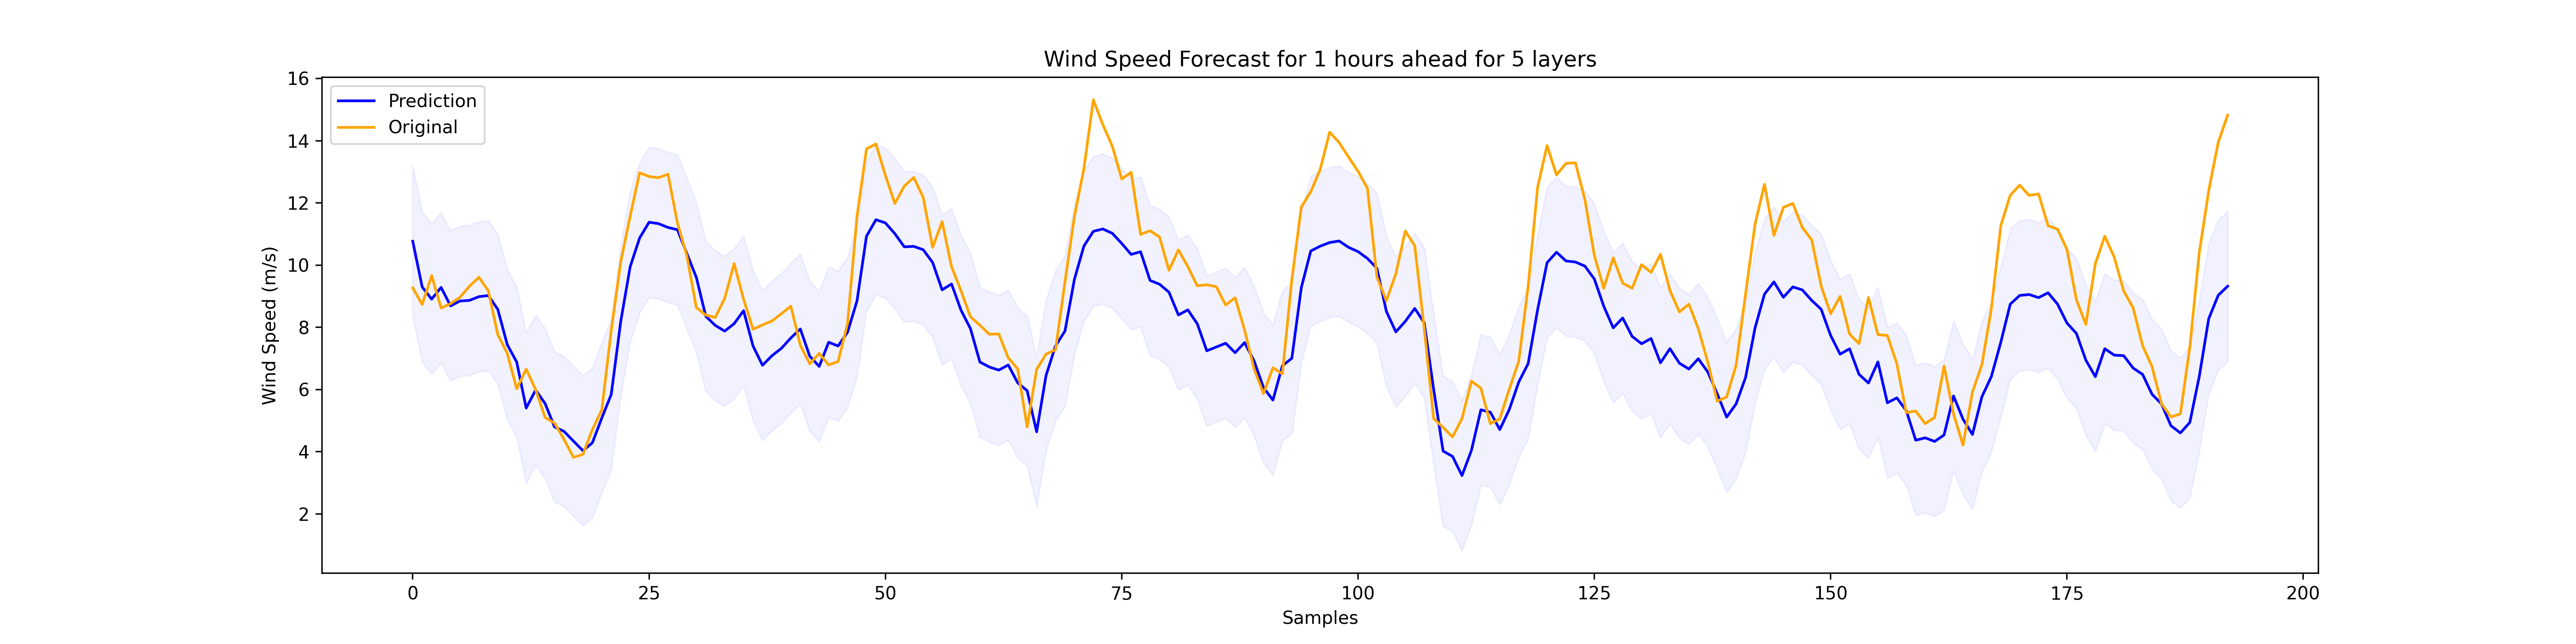 Wind Speed Forecast for 1 hours ahead for 5 layers
Prediction
Original
16
14
12
10
8
6
4
2
Wind Speed (m/s)
0 25 50 75 100 125 150 175 200
Samples